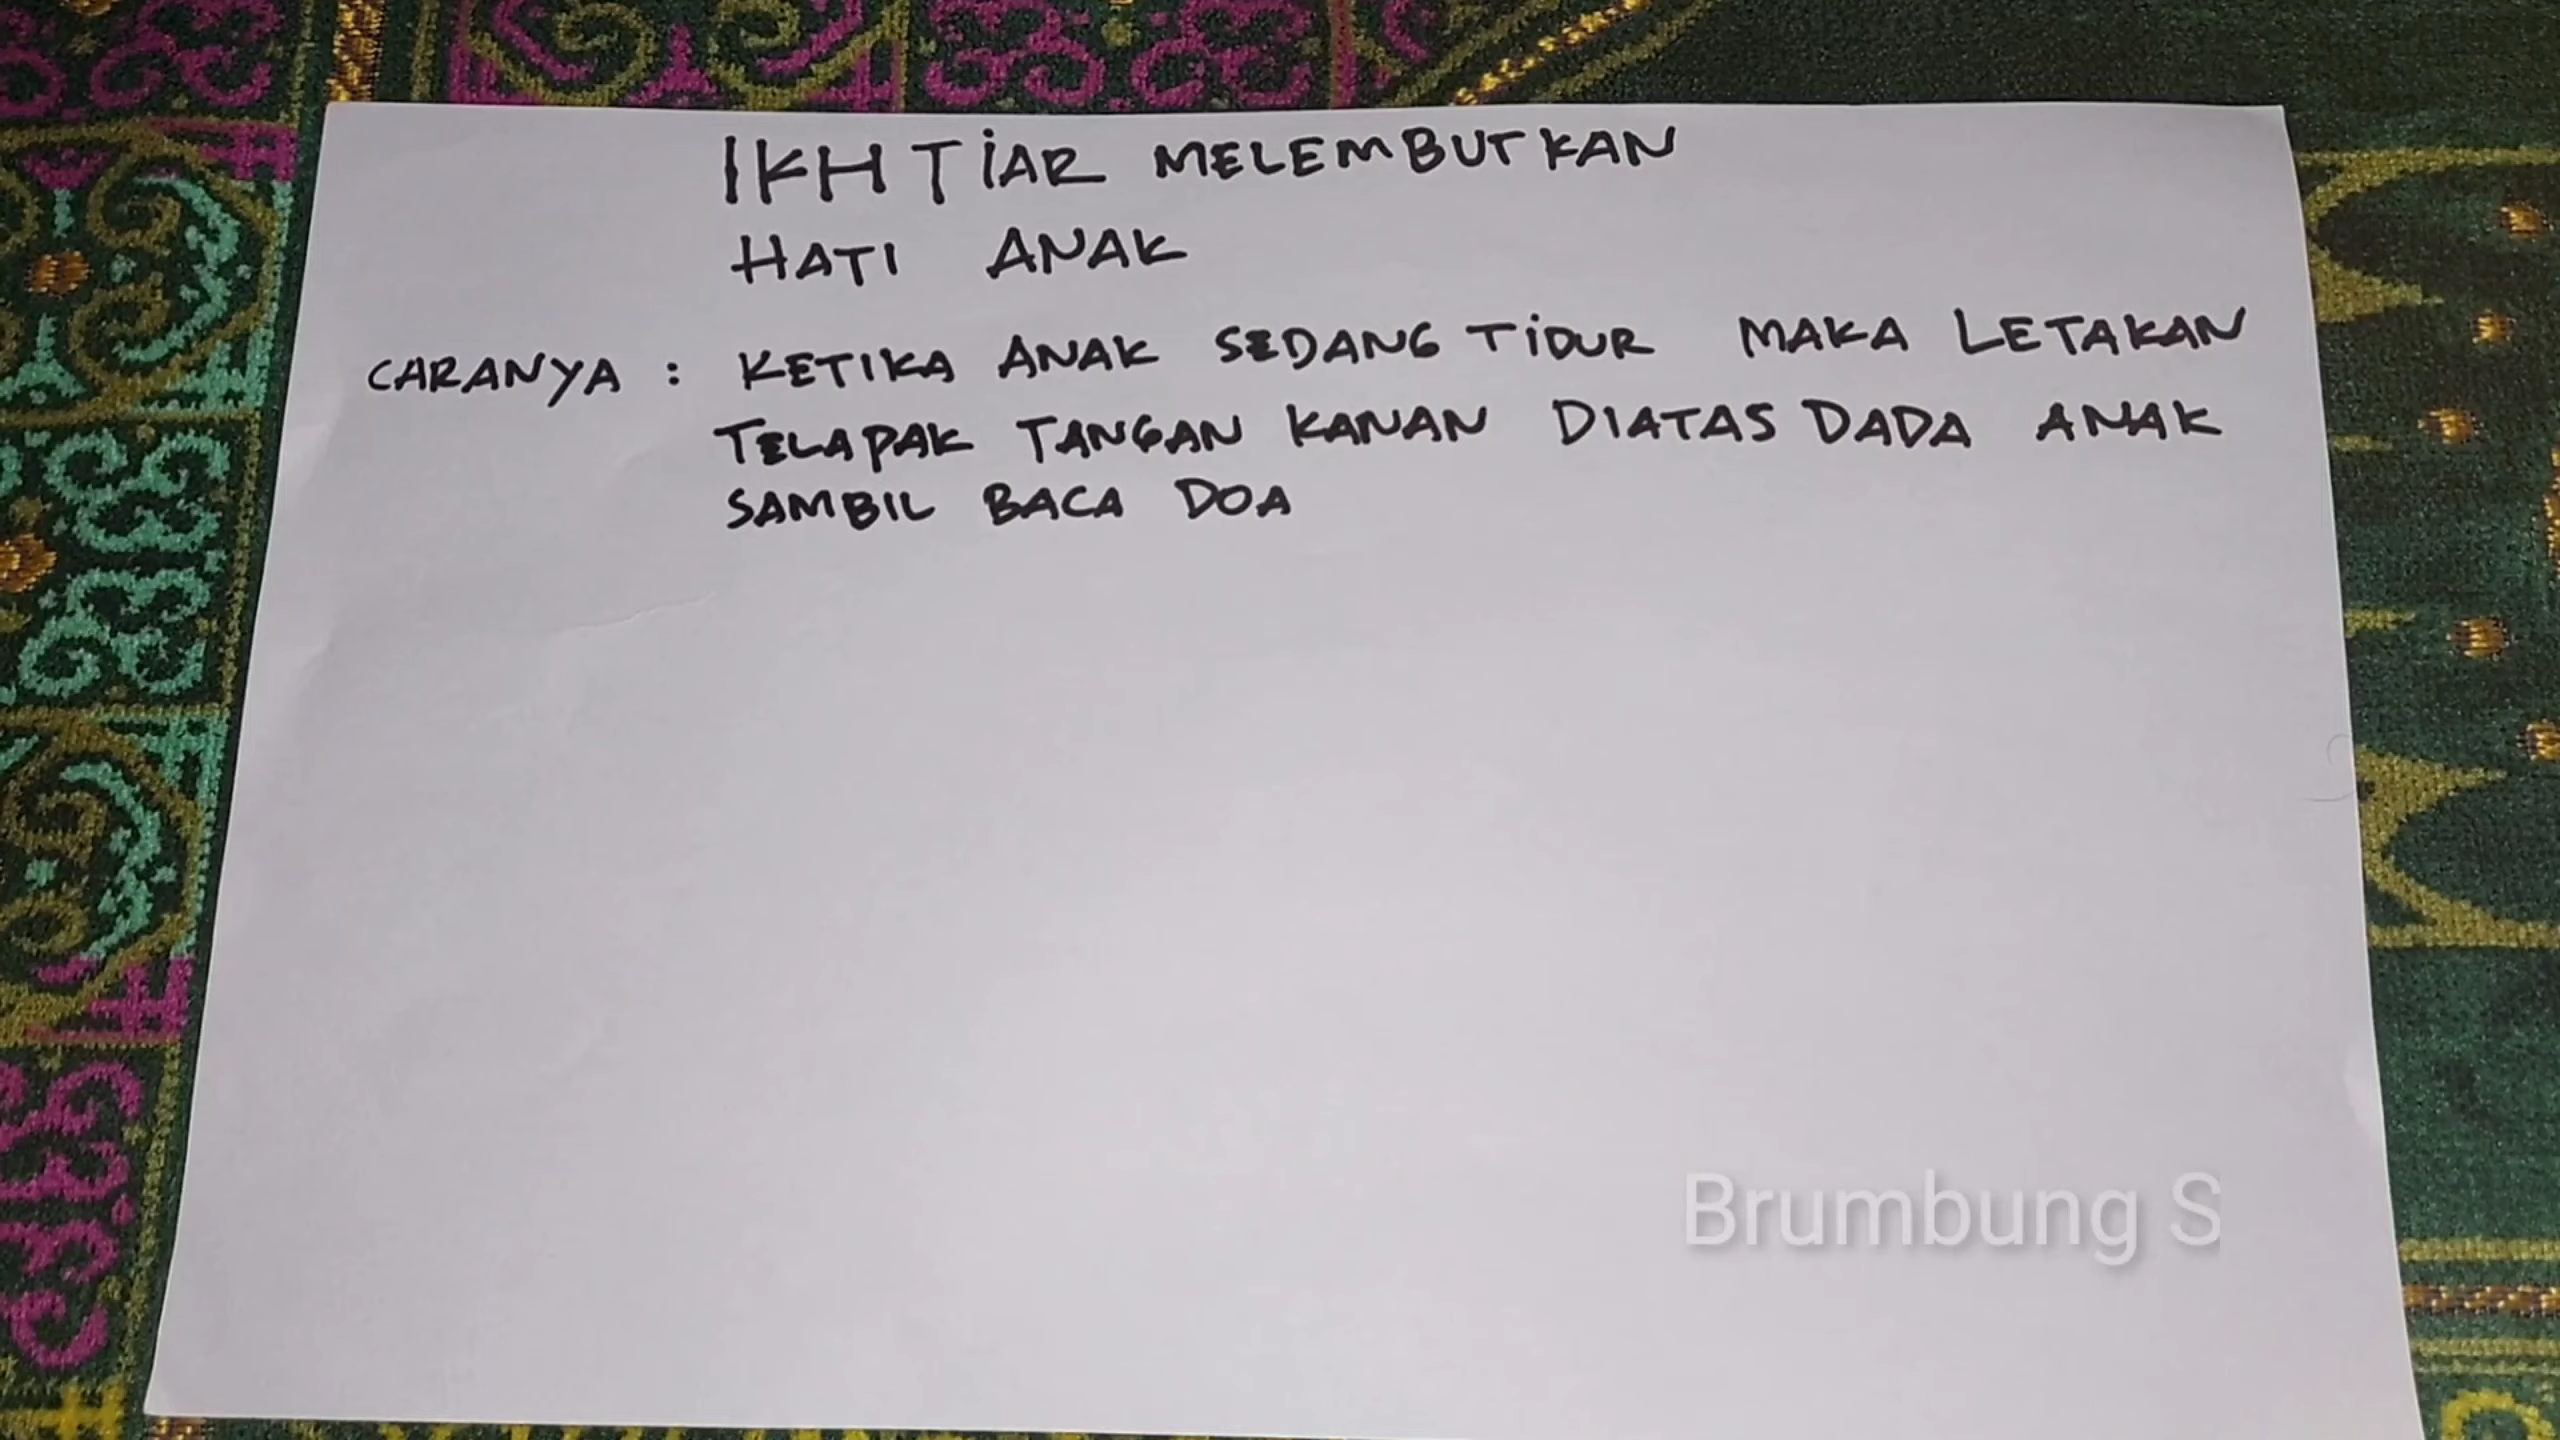 IKHTIAR MELEMBUTKAN
HATI ANAK
CARANYA : KETIKA ANAK SEDANG TIDUR MAKA LETAKAN
TELAPAK TANGAN KANAN DIATAS DADA ANAK
SAMBIL BACA DOA
Brumbung S